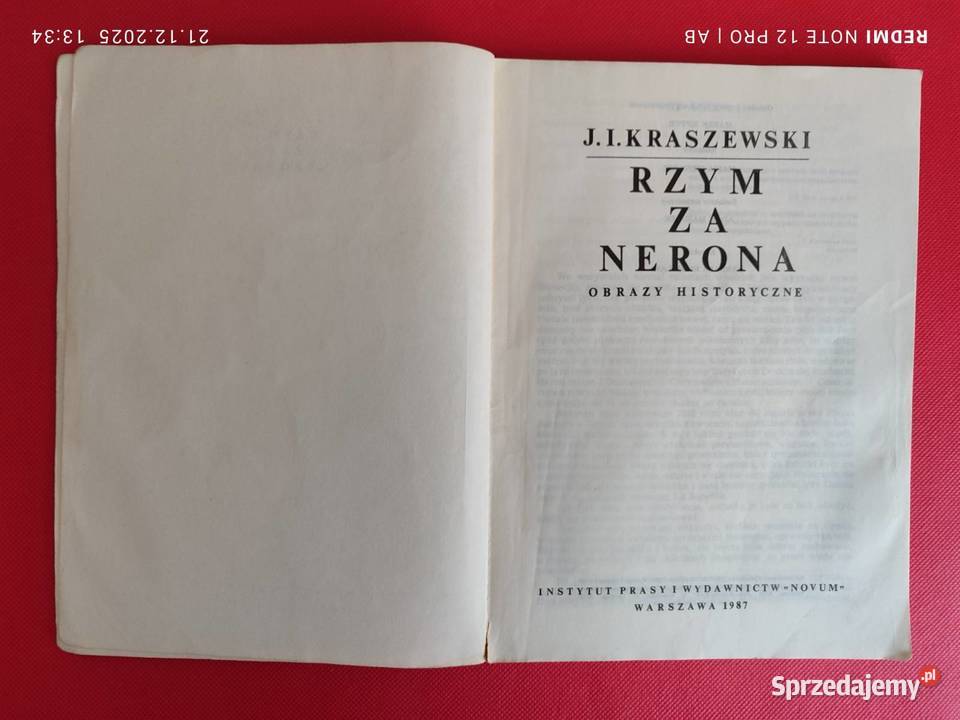 REDMI NOTE 12 PRO | AB
21.12.2025 13:34
J.I.KRASZEWSKI
RZYM
ZA
NERONA
OBRAZY HISTORYCZNE
INSTYTUT PRASY I WYDAWNICTW »NOVUM«
WARSZAWA 1987
Sprzedajemy.pl